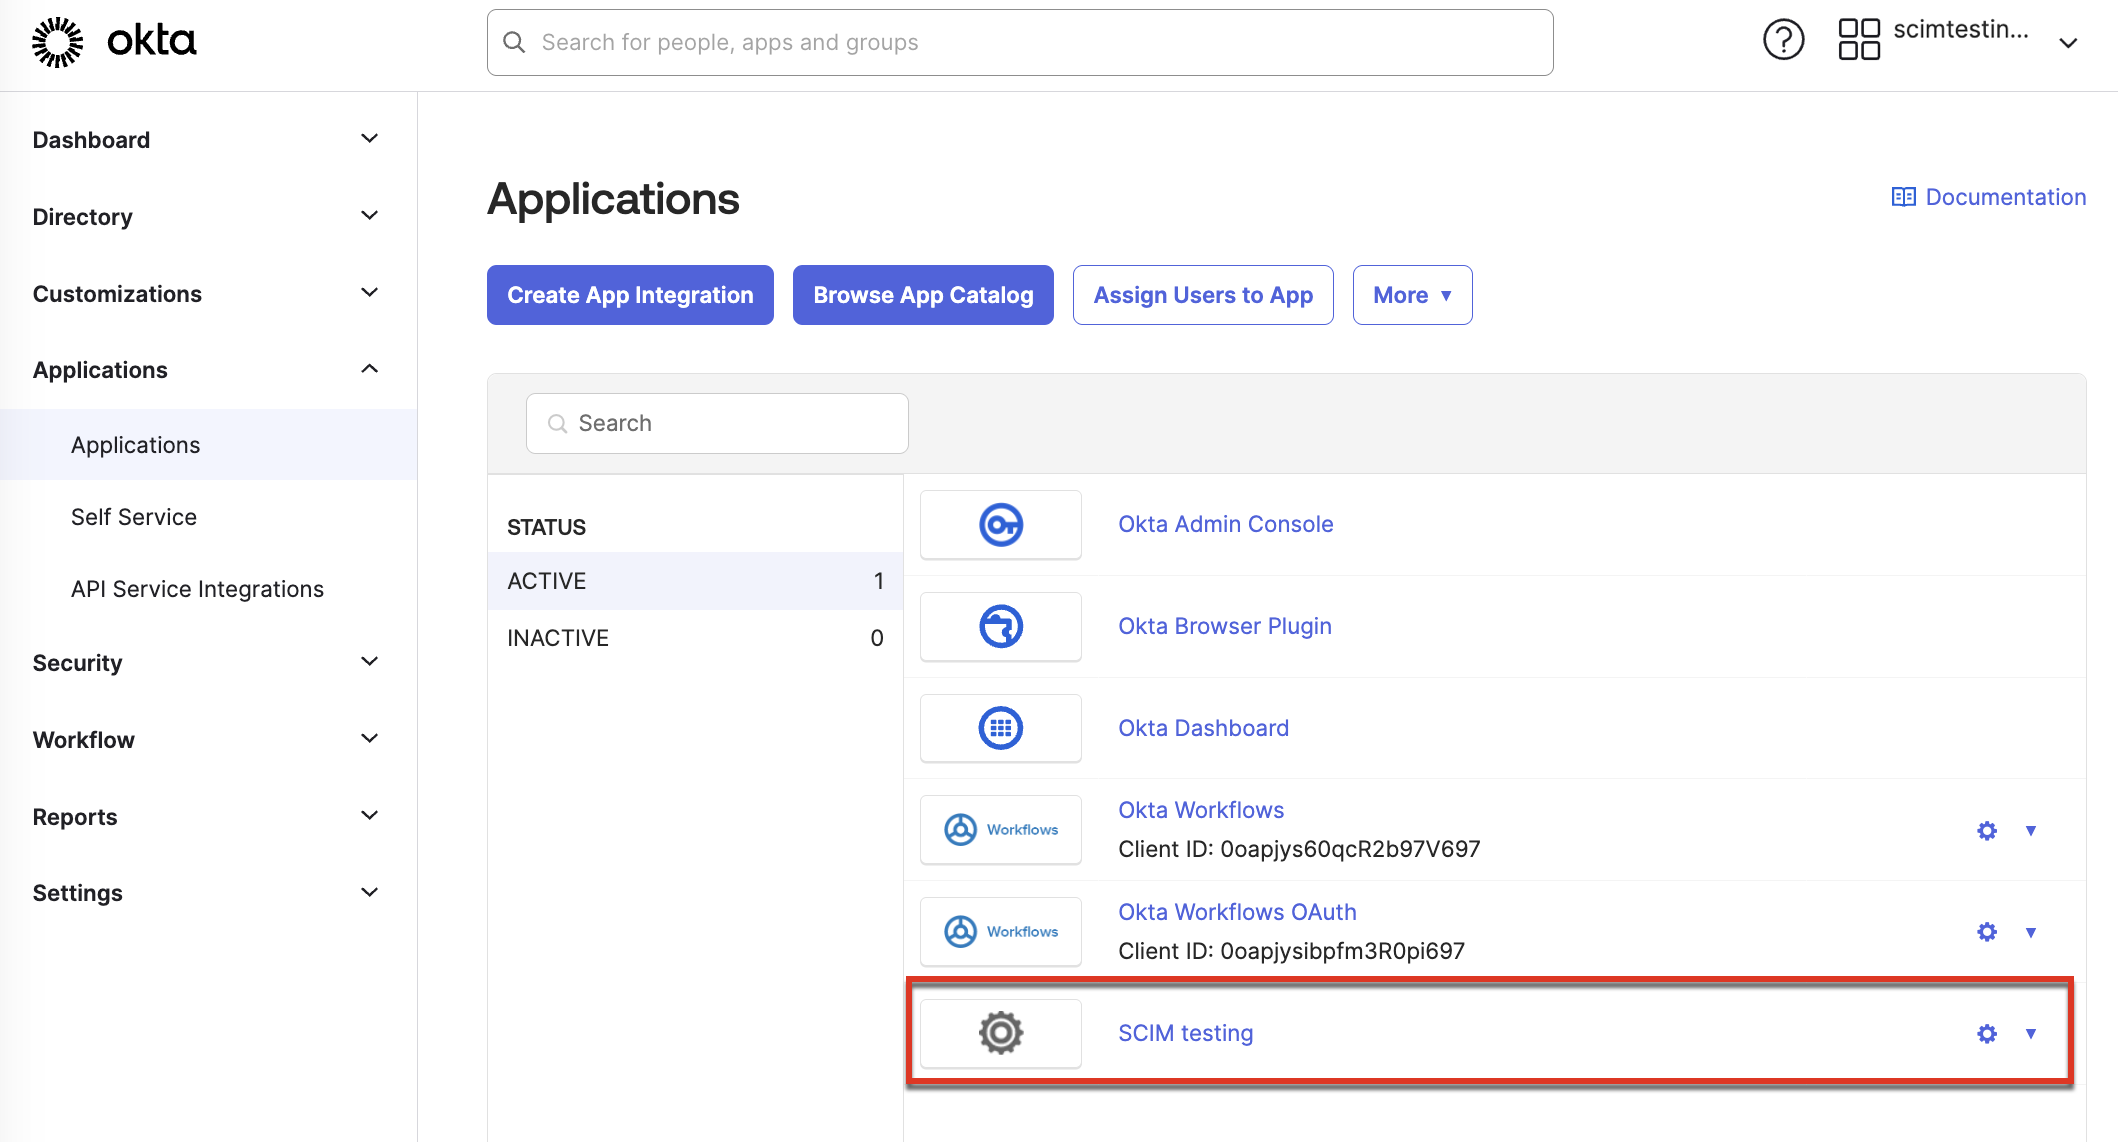 okta
Search for people, apps and groups
scimtestin...
Dashboard
Directory
Customizations
Applications
Applications
Self Service
API Service Integrations
Security
Workflow
Reports
Settings
Applications
Documentation
Create App Integration
Browse App Catalog
Assign Users to App
More
Search
STATUS
ACTIVE 1
INACTIVE 0
Okta Admin Console
Okta Browser Plugin
Okta Dashboard
Workflows
Okta Workflows
Client ID: 0oapjys60qcR2b97V697
Workflows
Okta Workflows OAuth
Client ID: 0oapjysibpfm3R0pi697
SCIM testing